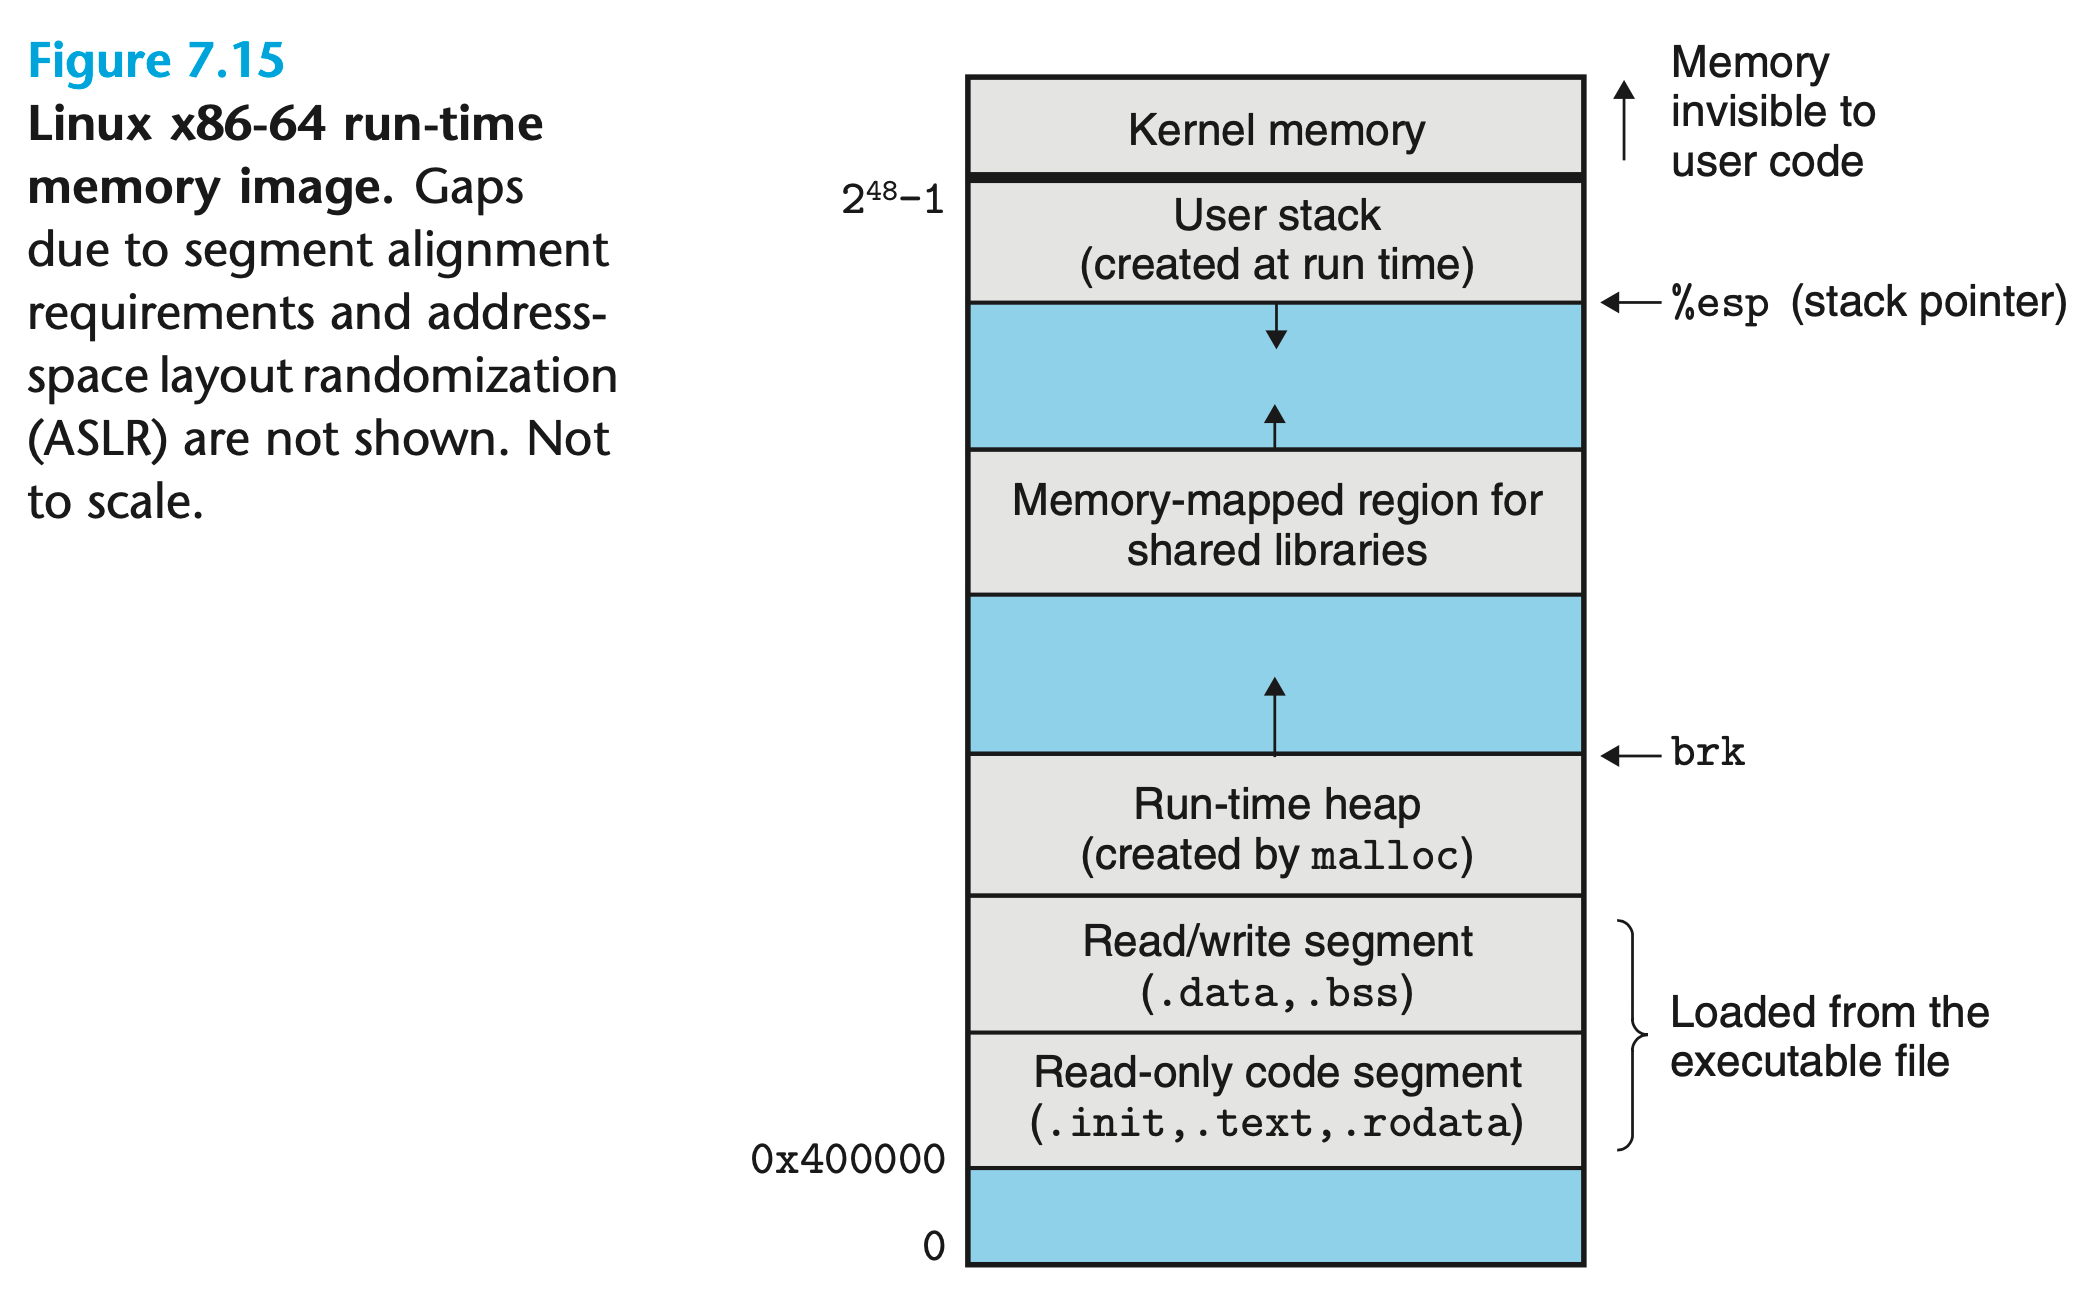 Figure 7.15
Linux x86-64 run-time
memory image. Gaps
due to segment alignment
requirements and address-
space layout randomization
(ASLR) are not shown. Not
to scale.
Kernel memory
Memory
invisible to
user code
2⁴⁸–1
User stack
(created at run time)
%esp (stack pointer)
Memory-mapped region for
shared libraries
brk
Run-time heap
(created by malloc)
Read/write segment
(.data,.bss)
Read-only code segment
(.init,.text,.rodata)
Loaded from the
executable file
0x400000
0